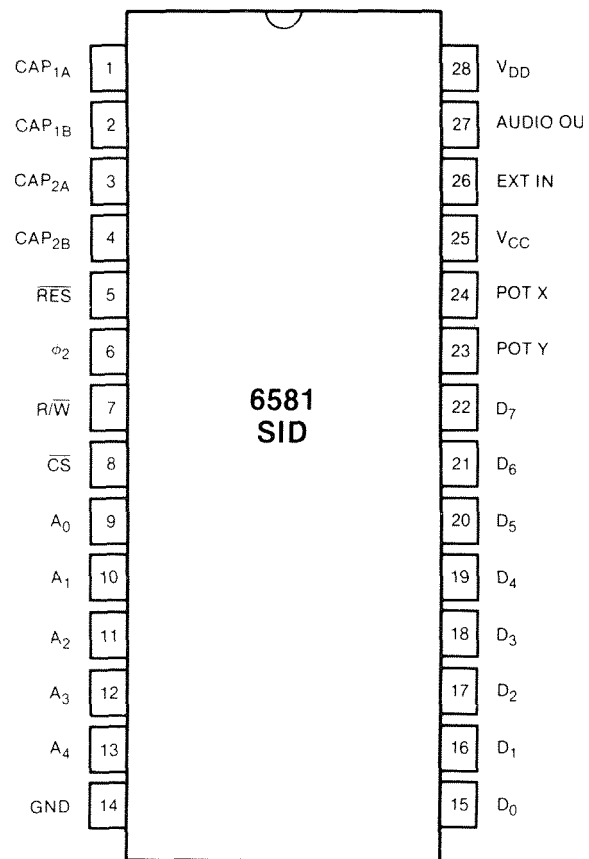 CAP1A 1
CAP1B 2
CAP2A 3
CAP2B 4
R̅E̅S̅ 5
Φ2 6
R/W̅ 7
C̅S̅ 8
A0 9
A1 10
A2 11
A3 12
A4 13
GND 14
6581
SID
28 VDD
27 AUDIO OU
26 EXT IN
25 VCC
24 POT X
23 POT Y
22 D7
21 D6
20 D5
19 D4
18 D3
17 D2
16 D1
15 D0